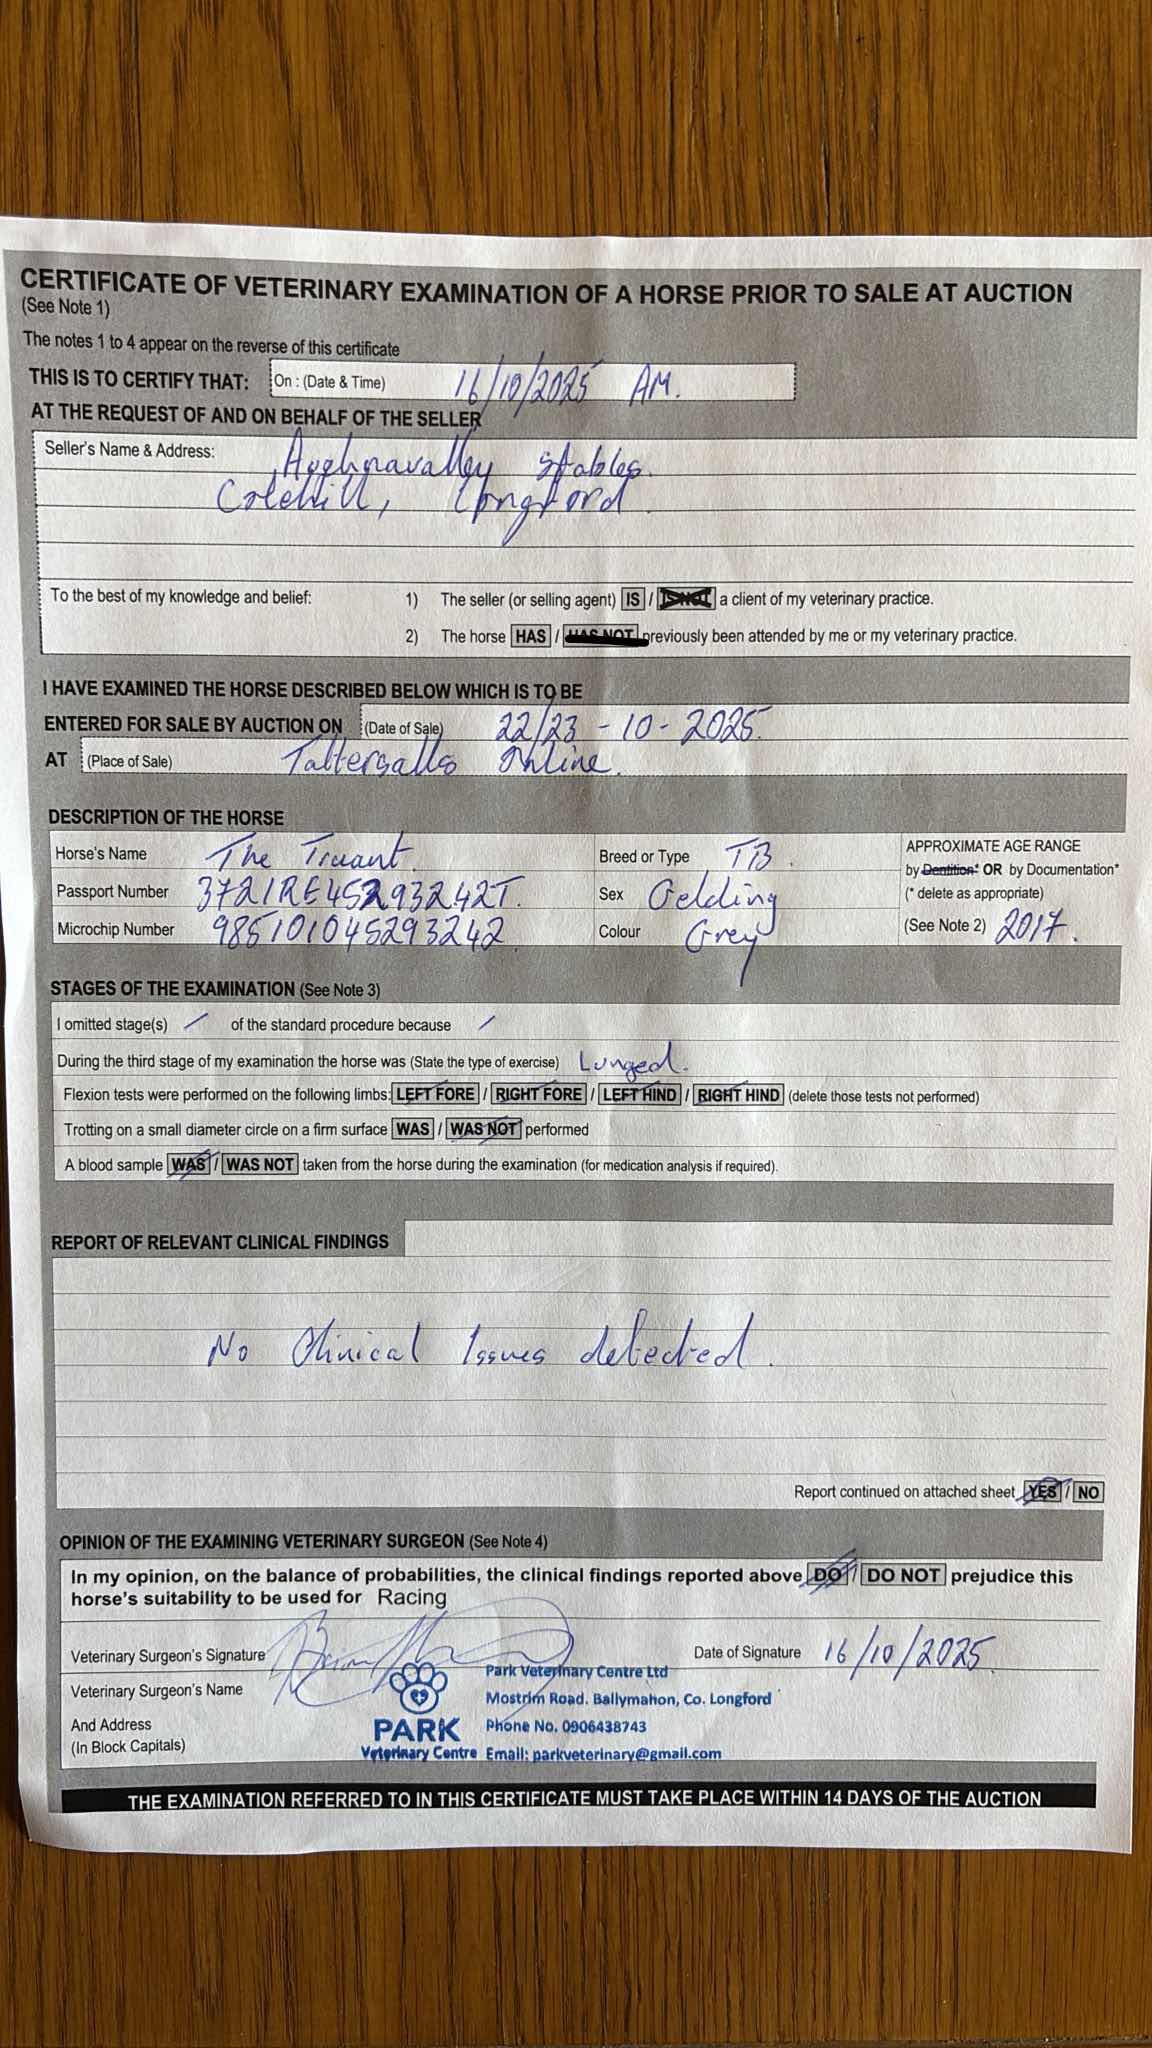 CERTIFICATE OF VETERINARY EXAMINATION OF A HORSE PRIOR TO SALE AT AUCTION
(See Note 1)
The notes 1 to 4 appear on the reverse of this certificate
THIS IS TO CERTIFY THAT: On : (Date & Time) 16/10/2025 AM.
AT THE REQUEST OF AND ON BEHALF OF THE SELLER
Seller's Name & Address: Aughnavalley Stables.
Colehill, Longford.
To the best of my knowledge and belief: 1) The seller (or selling agent) IS / IS NOT a client of my veterinary practice.
2) The horse HAS / HAS NOT previously been attended by me or my veterinary practice.
I HAVE EXAMINED THE HORSE DESCRIBED BELOW WHICH IS TO BE
ENTERED FOR SALE BY AUCTION ON (Date of Sale) 22/23 - 10 - 2025.
AT (Place of Sale) Tattersalls Online.
DESCRIPTION OF THE HORSE
Horse's Name The Truant. Breed or Type TB. APPROXIMATE AGE RANGE
by Dentition* OR by Documentation*
Passport Number 372IRE45293242T. Sex Gelding (* delete as appropriate)
Microchip Number 985101045293242 Colour Grey (See Note 2) 2017.
STAGES OF THE EXAMINATION (See Note 3)
I omitted stage(s) / of the standard procedure because /
During the third stage of my examination the horse was (State the type of exercise) Lunged.
Flexion tests were performed on the following limbs: LEFT FORE / RIGHT FORE / LEFT HIND / RIGHT HIND (delete those tests not performed)
Trotting on a small diameter circle on a firm surface WAS / WAS NOT performed
A blood sample WAS / WAS NOT taken from the horse during the examination (for medication analysis if required).
REPORT OF RELEVANT CLINICAL FINDINGS
No Clinical Issues detected.
Report continued on attached sheet YES / NO
OPINION OF THE EXAMINING VETERINARY SURGEON (See Note 4)
In my opinion, on the balance of probabilities, the clinical findings reported above DO / DO NOT prejudice this
horse's suitability to be used for Racing
Veterinary Surgeon's Signature Date of Signature 16/10/2025.
Veterinary Surgeon's Name
And Address
(In Block Capitals)
PARK
Veterinary Centre
Park Veterinary Centre Ltd
Mostrim Road. Ballymahon, Co. Longford
Phone No. 0906438743
Email: parkveterinary@gmail.com
THE EXAMINATION REFERRED TO IN THIS CERTIFICATE MUST TAKE PLACE WITHIN 14 DAYS OF THE AUCTION